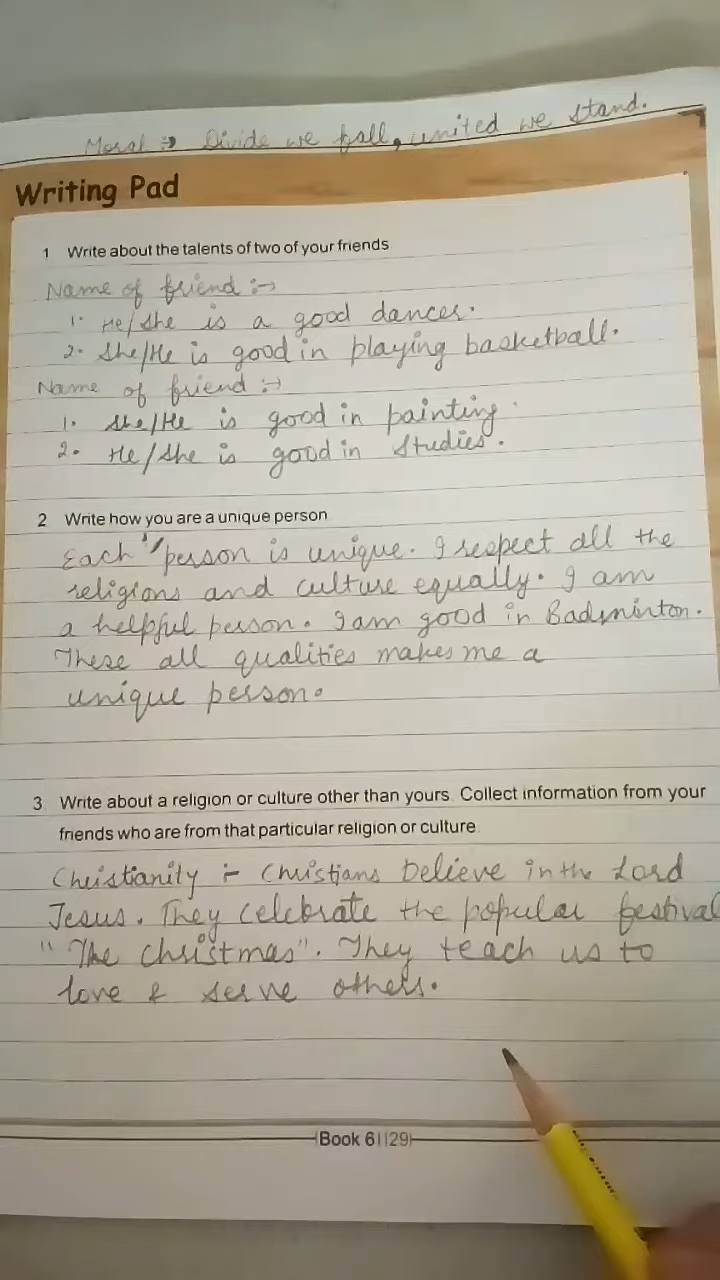 Moral :→ Divide we fall, united we stand.
Writing Pad
1 Write about the talents of two of your friends
Name of friend :→
1. He/She is a good dancer.
2. She/He is good in playing basketball.
Name of friend :→
1. She/He is good in painting.
2. He/She is good in studies.
2 Write how you are a unique person
Each person is unique. I respect all the
religions and culture equally. I am
a helpful person. I am good in Badminton.
These all qualities makes me a
unique person.
3 Write about a religion or culture other than yours. Collect information from your
friends who are from that particular religion or culture.
Christianity :- Christians believe in the Lord
Jesus. They celebrate the popular festival
"The Christmas". They teach us to
love & serve others.
Book 6 | 29